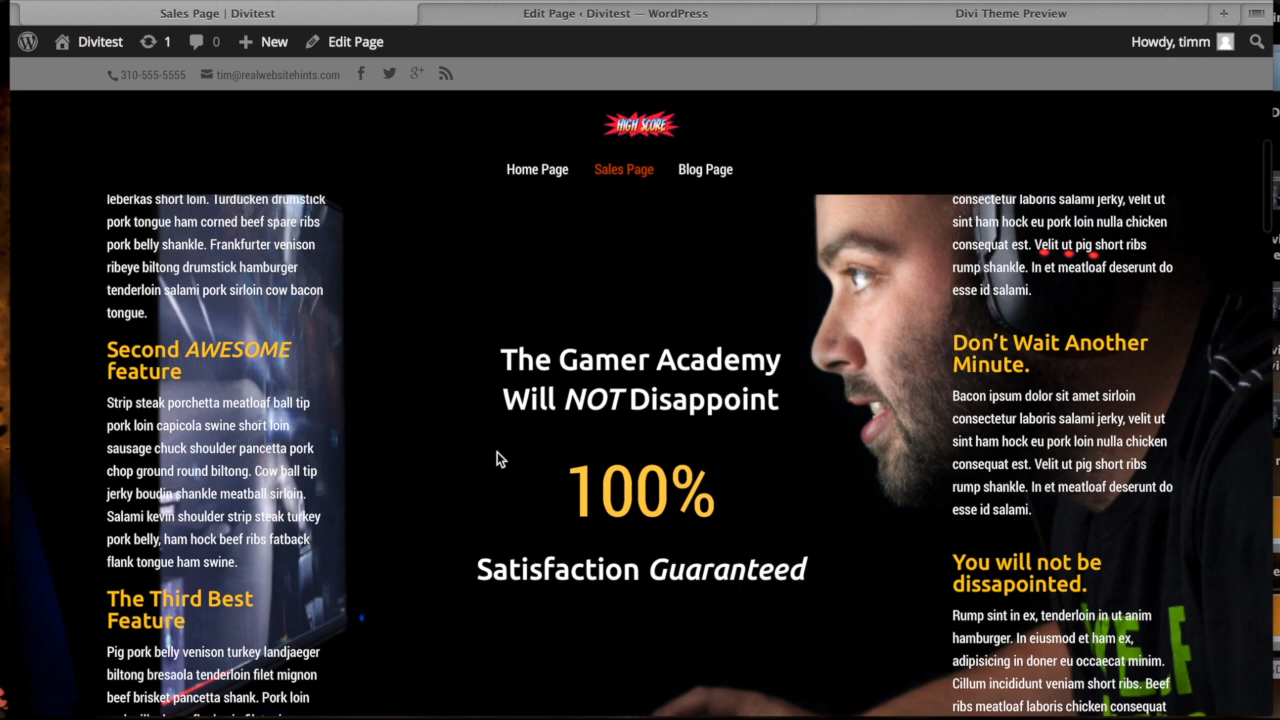 Sales Page | Divitest
Edit Page ‹ Divitest — WordPress
Divi Theme Preview
Divitest
1
0
New
Edit Page
Howdy, timm
310-555-5555
tim@realwebsitehints.com
HIGH SCORE
Home Page
Sales Page
Blog Page
leberkas short loin. Turducken drumstick
pork tongue ham corned beef spare ribs
pork belly shankle. Frankfurter venison
ribeye biltong drumstick hamburger
tenderloin salami pork sirloin cow bacon
tongue.
Second AWESOME
feature
Strip steak porchetta meatloaf ball tip
pork loin capicola swine short loin
sausage chuck shoulder pancetta pork
chop ground round biltong. Cow ball tip
jerky boudin shankle meatball sirloin.
Salami kevin shoulder strip steak turkey
pork belly, ham hock beef ribs fatback
flank tongue ham swine.
The Third Best
Feature
Pig pork belly venison turkey landjaeger
biltong bresaola tenderloin filet mignon
beef brisket pancetta shank. Pork loin
The Gamer Academy
Will NOT Disappoint
100%
Satisfaction Guaranteed
consectetur laboris salami jerky, velit ut
sint ham hock eu pork loin nulla chicken
consequat est. Velit ut pig short ribs
rump shankle. In et meatloaf deserunt do
esse id salami.
Don't Wait Another
Minute.
Bacon ipsum dolor sit amet sirloin
consectetur laboris salami jerky, velit ut
sint ham hock eu pork loin nulla chicken
consequat est. Velit ut pig short ribs
rump shankle. In et meatloaf deserunt do
esse id salami.
You will not be
dissapointed.
Rump sint in ex, tenderloin in ut anim
hamburger. In eiusmod et ham ex,
adipisicing in doner eu occaecat minim.
Cillum incididunt veniam short ribs. Beef
ribs meatloaf laboris chicken consequat